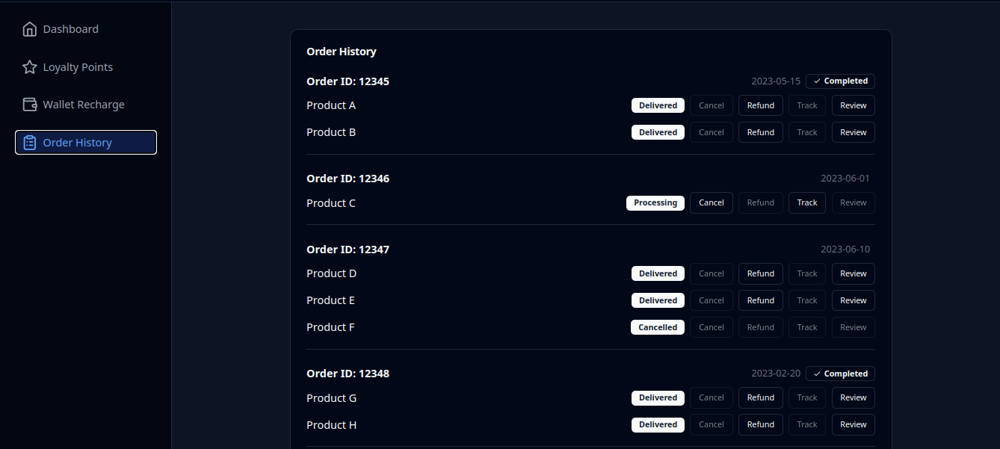 Dashboard
Loyalty Points
Wallet Recharge
Order History
Order History
Order ID: 12345 2023-05-15 Completed
Product A Delivered Cancel Refund Track Review
Product B Delivered Cancel Refund Track Review
Order ID: 12346 2023-06-01
Product C Processing Cancel Refund Track Review
Order ID: 12347 2023-06-10
Product D Delivered Cancel Refund Track Review
Product E Delivered Cancel Refund Track Review
Product F Cancelled Cancel Refund Track Review
Order ID: 12348 2023-02-20 Completed
Product G Delivered Cancel Refund Track Review
Product H Delivered Cancel Refund Track Review